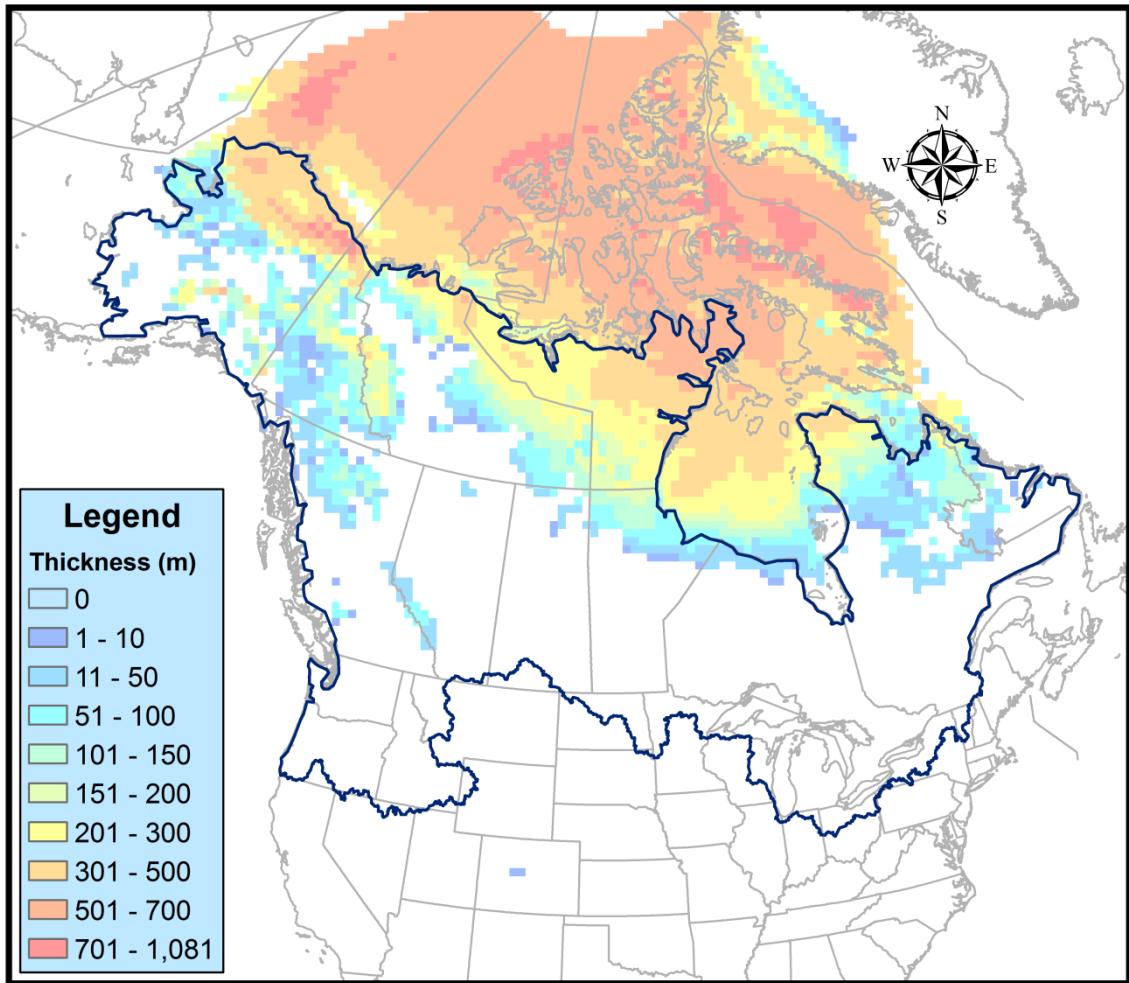 N
W
E
S
Legend
Thickness (m)
0
1 - 10
11 - 50
51 - 100
101 - 150
151 - 200
201 - 300
301 - 500
501 - 700
701 - 1,081